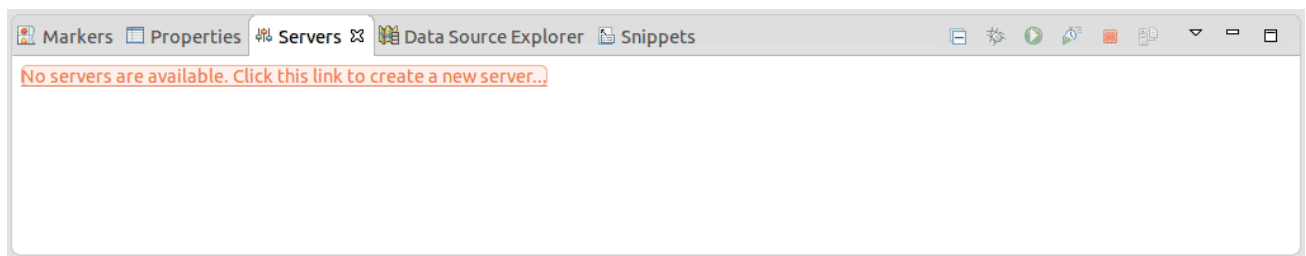 Markers Properties Servers Data Source Explorer Snippets
No servers are available. Click this link to create a new server...